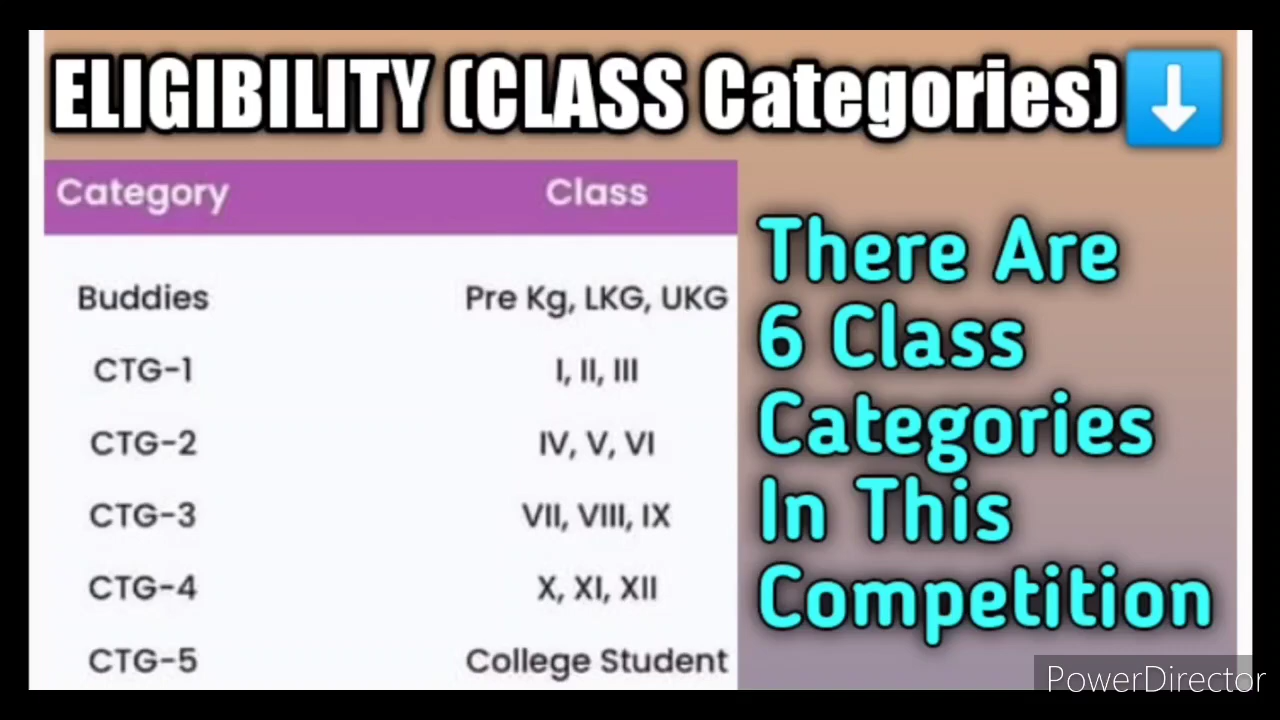 ELIGIBILITY (CLASS Categories)⬇️
Category Class
Buddies Pre Kg, LKG, UKG
CTG-1 I, II, III
CTG-2 IV, V, VI
CTG-3 VII, VIII, IX
CTG-4 X, XI, XII
CTG-5 College Student
There Are
6 Class
Categories
In This
Competition
PowerDirector